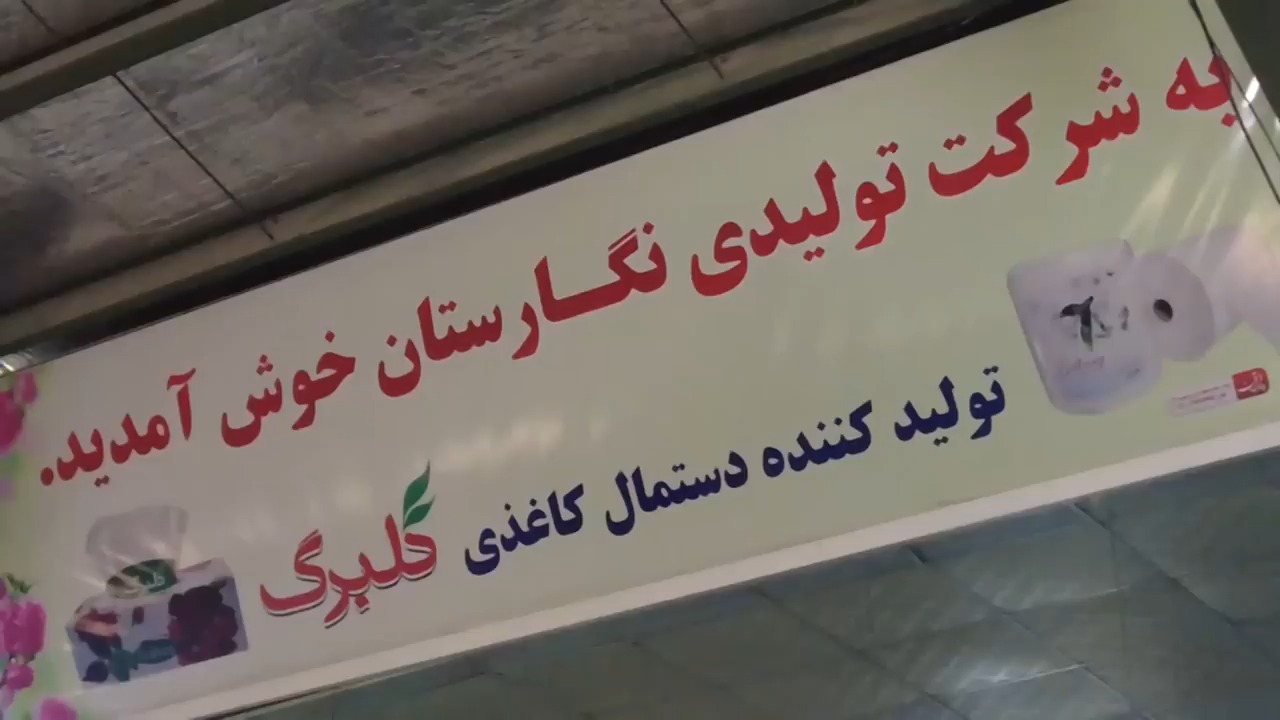 به شرکت تولیدی نگارستان خوش آمدید.
تولید کننده دستمال کاغذی گلبرگ